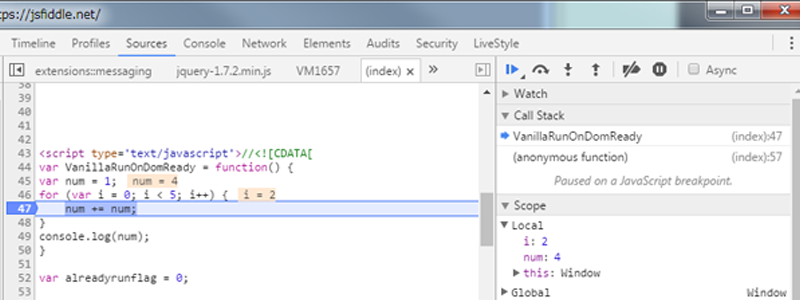 tps://jsfiddle.net/
Timeline Profiles Sources Console Network Elements Audits Security LiveStyle
extensions::messaging jquery-1.7.2.min.js VM1657 (index) × »
Async
38
39
40
41
42
43 <script type='text/javascript'>//<![CDATA[
44 var VanillaRunOnDomReady = function() {
45 var num = 1; num = 4
46 for (var i = 0; i < 5; i++) { i = 2
47 num += num;
48 }
49 console.log(num);
50 }
51
52 var alreadyrunflag = 0;
53
Watch
Call Stack
VanillaRunOnDomReady (index):47
(anonymous function) (index):57
Paused on a JavaScript breakpoint.
Scope
Local
i: 2
num: 4
this: Window
Global Window